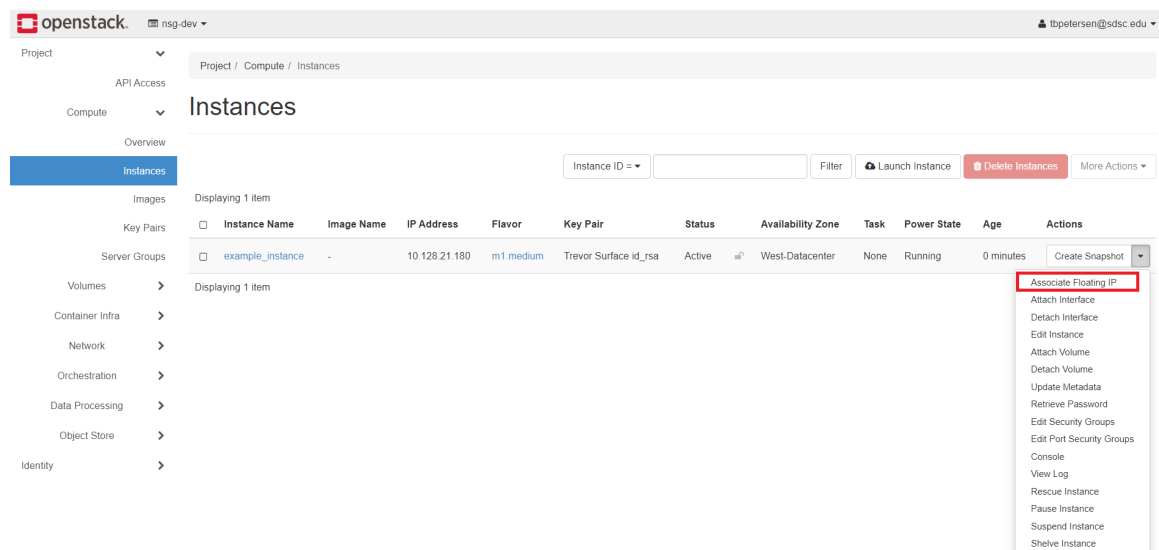 openstack. nsg-dev tbpetersen@sdsc.edu
Project
Project / Compute / Instances
API Access
Compute
Instances
Overview
Instances
Instance ID = Filter Launch Instance Delete Instances More Actions
Images
Displaying 1 item
Key Pairs
Instance Name Image Name IP Address Flavor Key Pair Status Availability Zone Task Power State Age Actions
Server Groups
example_instance - 10.128.21.180 m1.medium Trevor Surface id_rsa Active West-Datacenter None Running 0 minutes Create Snapshot
Volumes
Displaying 1 item
Container Infra
Network
Orchestration
Data Processing
Object Store
Identity
Associate Floating IP
Attach Interface
Detach Interface
Edit Instance
Attach Volume
Detach Volume
Update Metadata
Retrieve Password
Edit Security Groups
Edit Port Security Groups
Console
View Log
Rescue Instance
Pause Instance
Suspend Instance
Shelve Instance